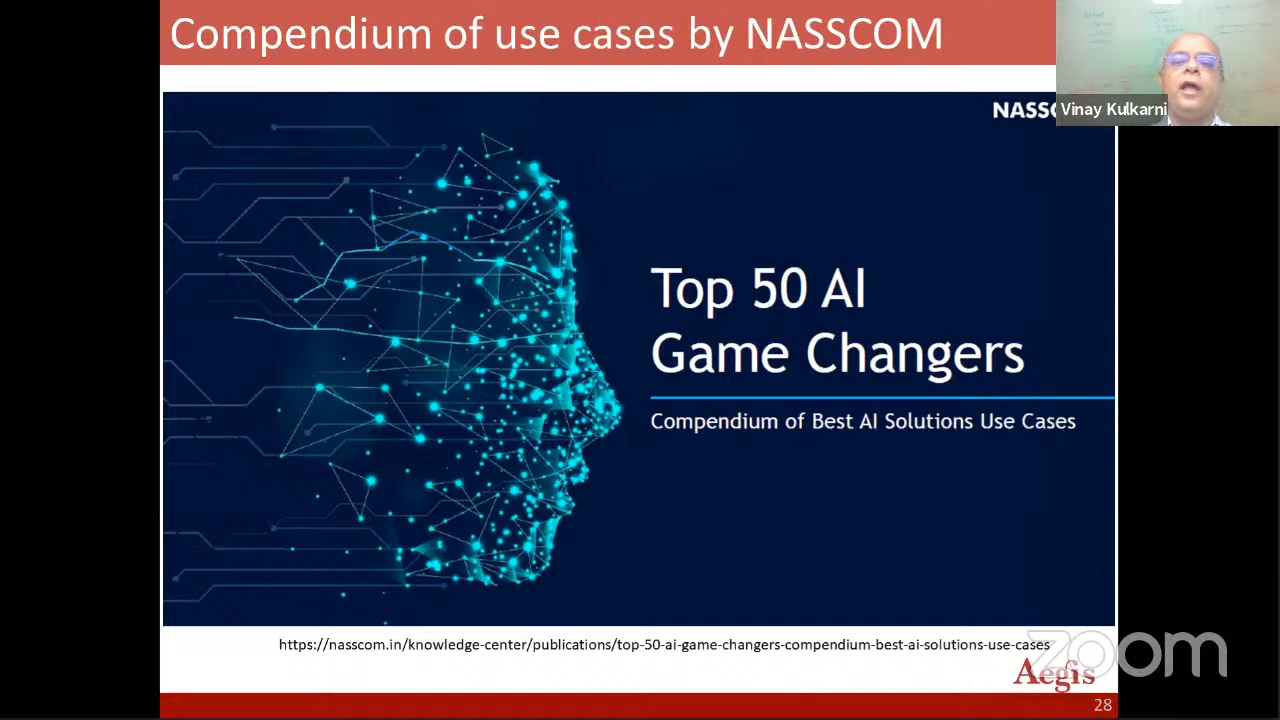 Compendium of use cases by NASSCOM
Vinay Kulkarni
Top 50 AI
Game Changers
Compendium of Best AI Solutions Use Cases
https://nasscom.in/knowledge-center/publications/top-50-ai-game-changers-compendium-best-ai-solutions-use-cases
zoom
Aegis
28